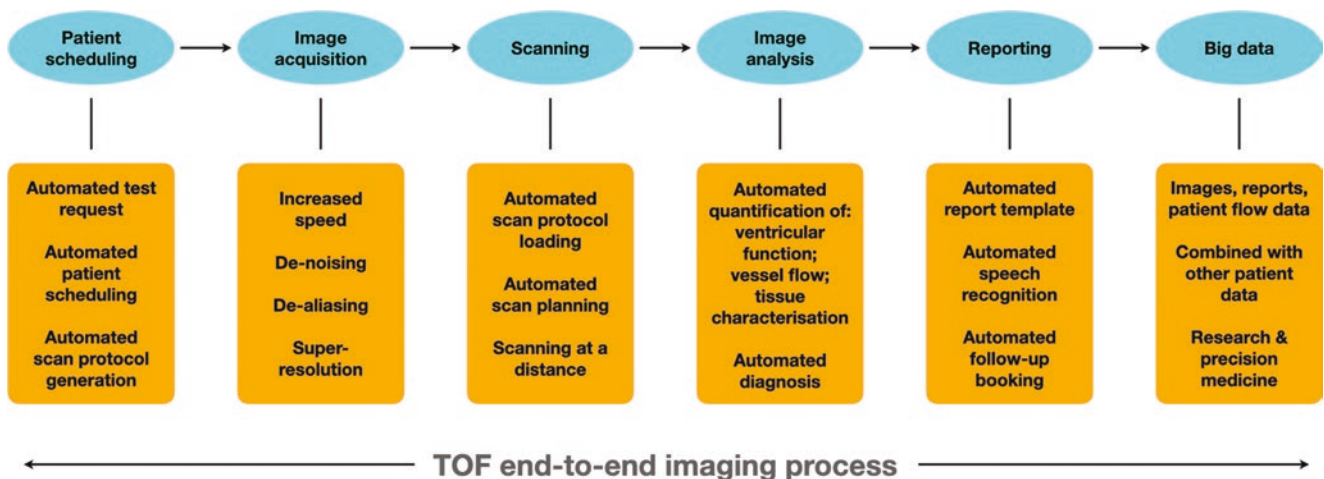 Patient
scheduling
Image
acquisition
Scanning
Image
analysis
Reporting
Big data
Automated test
request
Automated
patient
scheduling
Automated
scan protocol
generation
Increased
speed
De-noising
De-aliasing
Super-
resolution
Automated
scan protocol
loading
Automated
scan planning
Scanning at a
distance
Automated
quantification of:
ventricular
function;
vessel flow;
tissue
characterisation
Automated
diagnosis
Automated
report template
Automated
speech
recognition
Automated
follow-up
booking
Images, reports,
patient flow data
Combined with
other patient
data
Research &
precision
medicine
TOF end-to-end imaging process